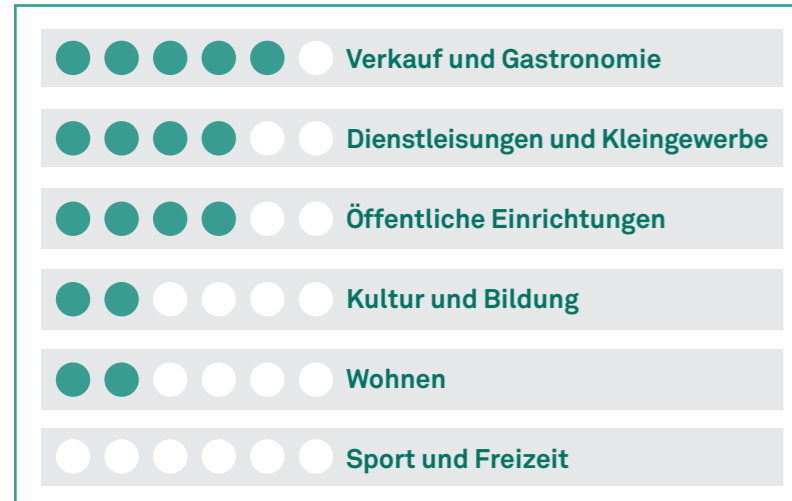 Verkauf und Gastronomie
Dienstleisungen und Kleingewerbe
Öffentliche Einrichtungen
Kultur und Bildung
Wohnen
Sport und Freizeit